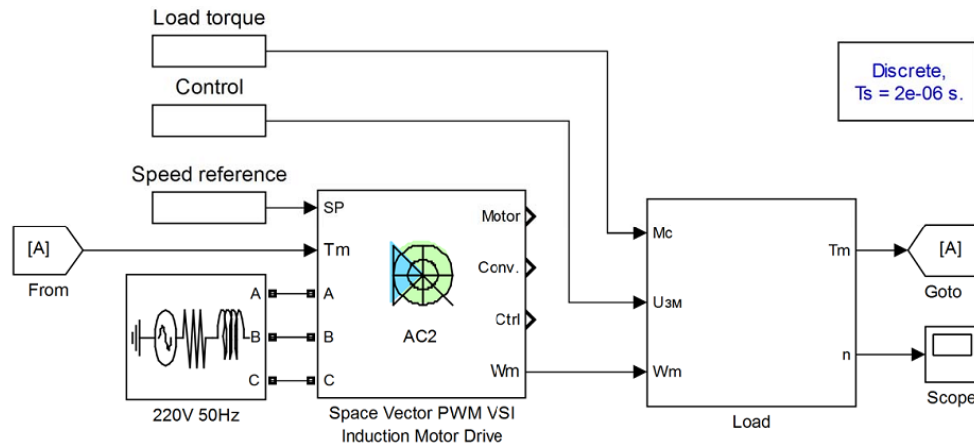 Load torque
Control
Speed reference
Discrete,
Ts = 2e-06 s.
[A]
From
SP
Tm
A
B
C
A
B
C
220V 50Hz
Motor
Conv.
Ctrl
Wm
AC2
Space Vector PWM VSI
Induction Motor Drive
Mc
Uзм
Wm
Tm
n
Load
[A]
Goto
Scope